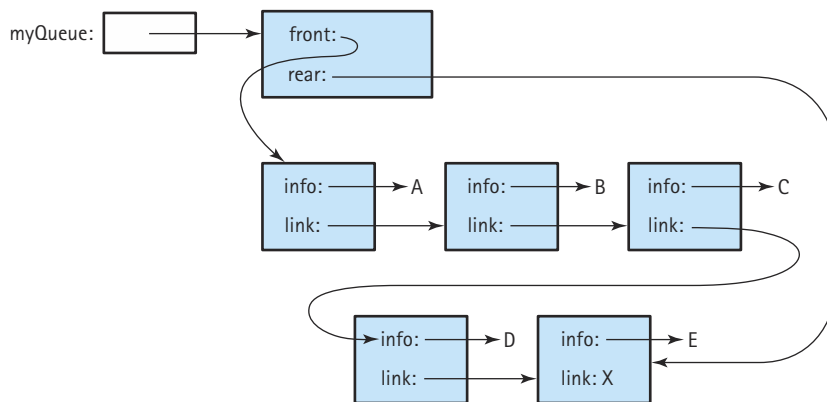 myQueue:
front:
rear:
info: A
info: B
info: C
link:
link:
link:
info: D
info: E
link:
link: X